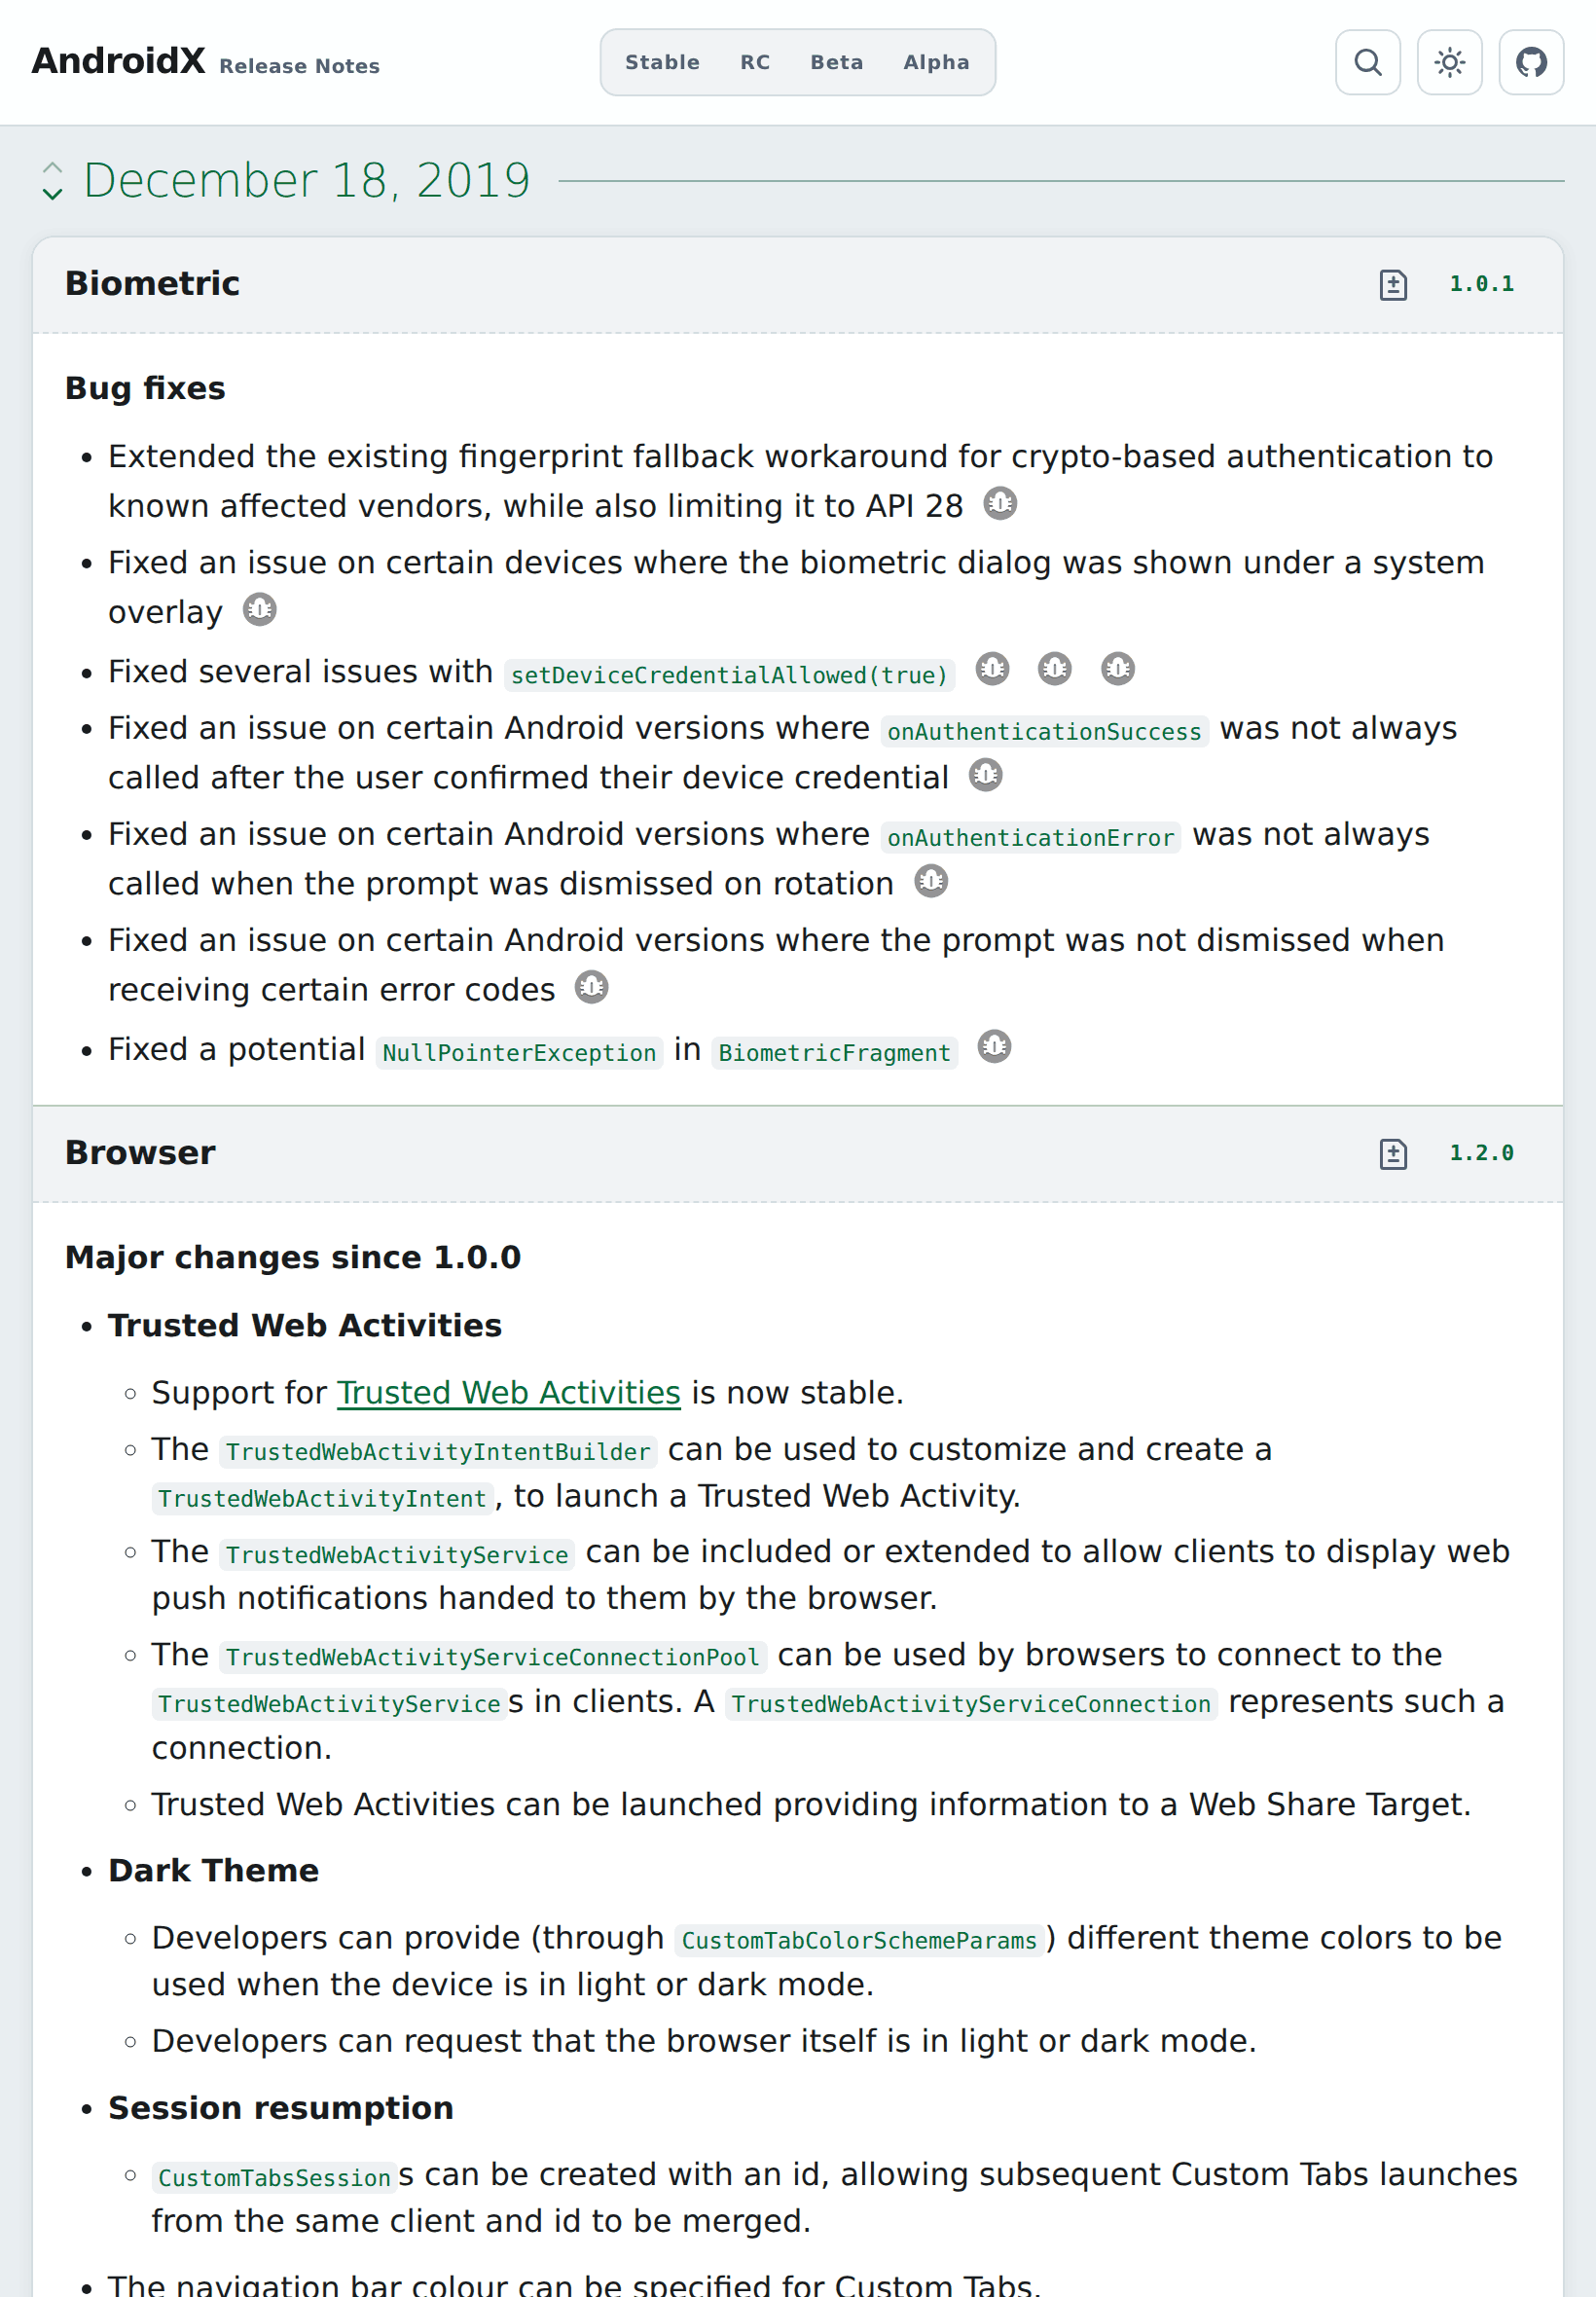 AndroidX Release Notes
Stable RC Beta Alpha
December 18, 2019
Biometric
1.0.1
Bug fixes
Extended the existing fingerprint fallback workaround for crypto-based authentication to
known affected vendors, while also limiting it to API 28
Fixed an issue on certain devices where the biometric dialog was shown under a system
overlay
Fixed several issues with setDeviceCredentialAllowed(true)
Fixed an issue on certain Android versions where onAuthenticationSuccess was not always
called after the user confirmed their device credential
Fixed an issue on certain Android versions where onAuthenticationError was not always
called when the prompt was dismissed on rotation
Fixed an issue on certain Android versions where the prompt was not dismissed when
receiving certain error codes
Fixed a potential NullPointerException in BiometricFragment
Browser
1.2.0
Major changes since 1.0.0
Trusted Web Activities
Support for Trusted Web Activities is now stable.
The TrustedWebActivityIntentBuilder can be used to customize and create a
TrustedWebActivityIntent, to launch a Trusted Web Activity.
The TrustedWebActivityService can be included or extended to allow clients to display web
push notifications handed to them by the browser.
The TrustedWebActivityServiceConnectionPool can be used by browsers to connect to the
TrustedWebActivityServices in clients. A TrustedWebActivityServiceConnection represents such a
connection.
Trusted Web Activities can be launched providing information to a Web Share Target.
Dark Theme
Developers can provide (through CustomTabColorSchemeParams) different theme colors to be
used when the device is in light or dark mode.
Developers can request that the browser itself is in light or dark mode.
Session resumption
CustomTabsSessions can be created with an id, allowing subsequent Custom Tabs launches
from the same client and id to be merged.
The navigation bar colour can be specified for Custom Tabs.